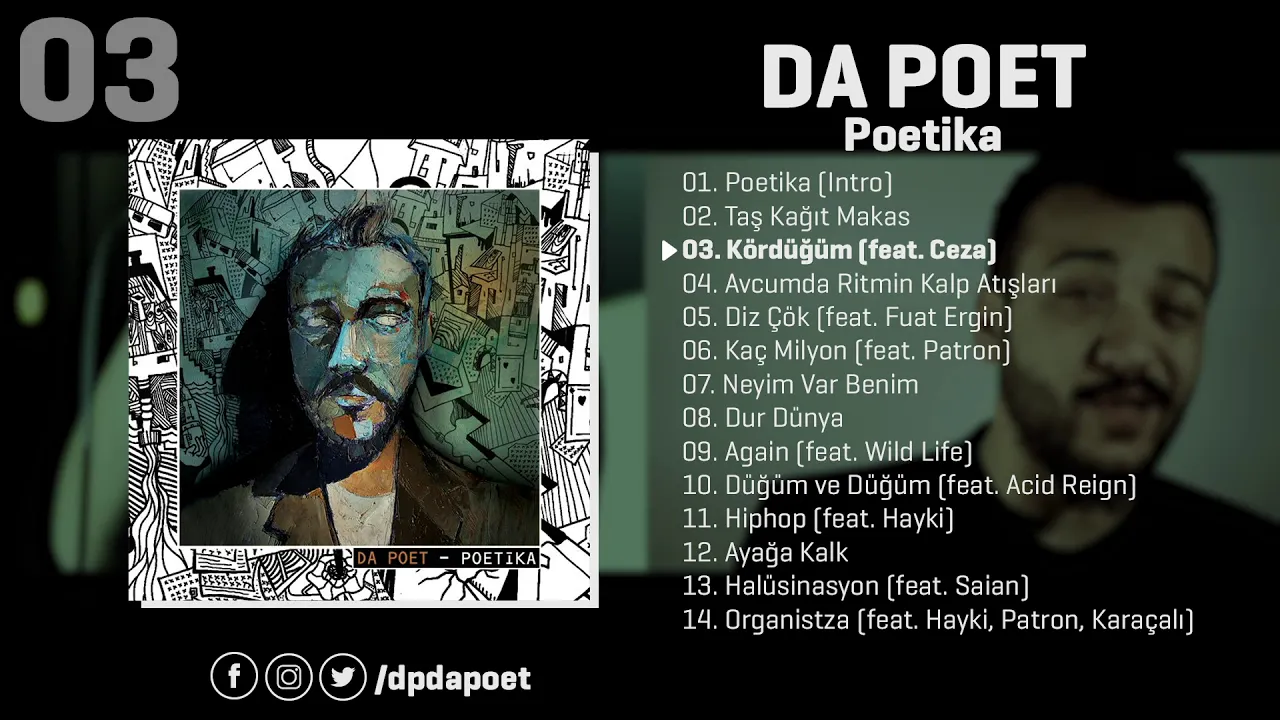 03
DA POET
Poetika
01. Poetika (Intro)
02. Taş Kağıt Makas
03. Kördüğüm (feat. Ceza)
04. Avcumda Ritmin Kalp Atışları
05. Diz Çök (feat. Fuat Ergin)
06. Kaç Milyon (feat. Patron)
07. Neyim Var Benim
08. Dur Dünya
09. Again (feat. Wild Life)
10. Düğüm ve Düğüm (feat. Acid Reign)
11. Hiphop (feat. Hayki)
12. Ayağa Kalk
13. Halüsinasyon (feat. Saian)
14. Organistza (feat. Hayki, Patron, Karaçalı)
DA POET – POETIKA
/dpdapoet